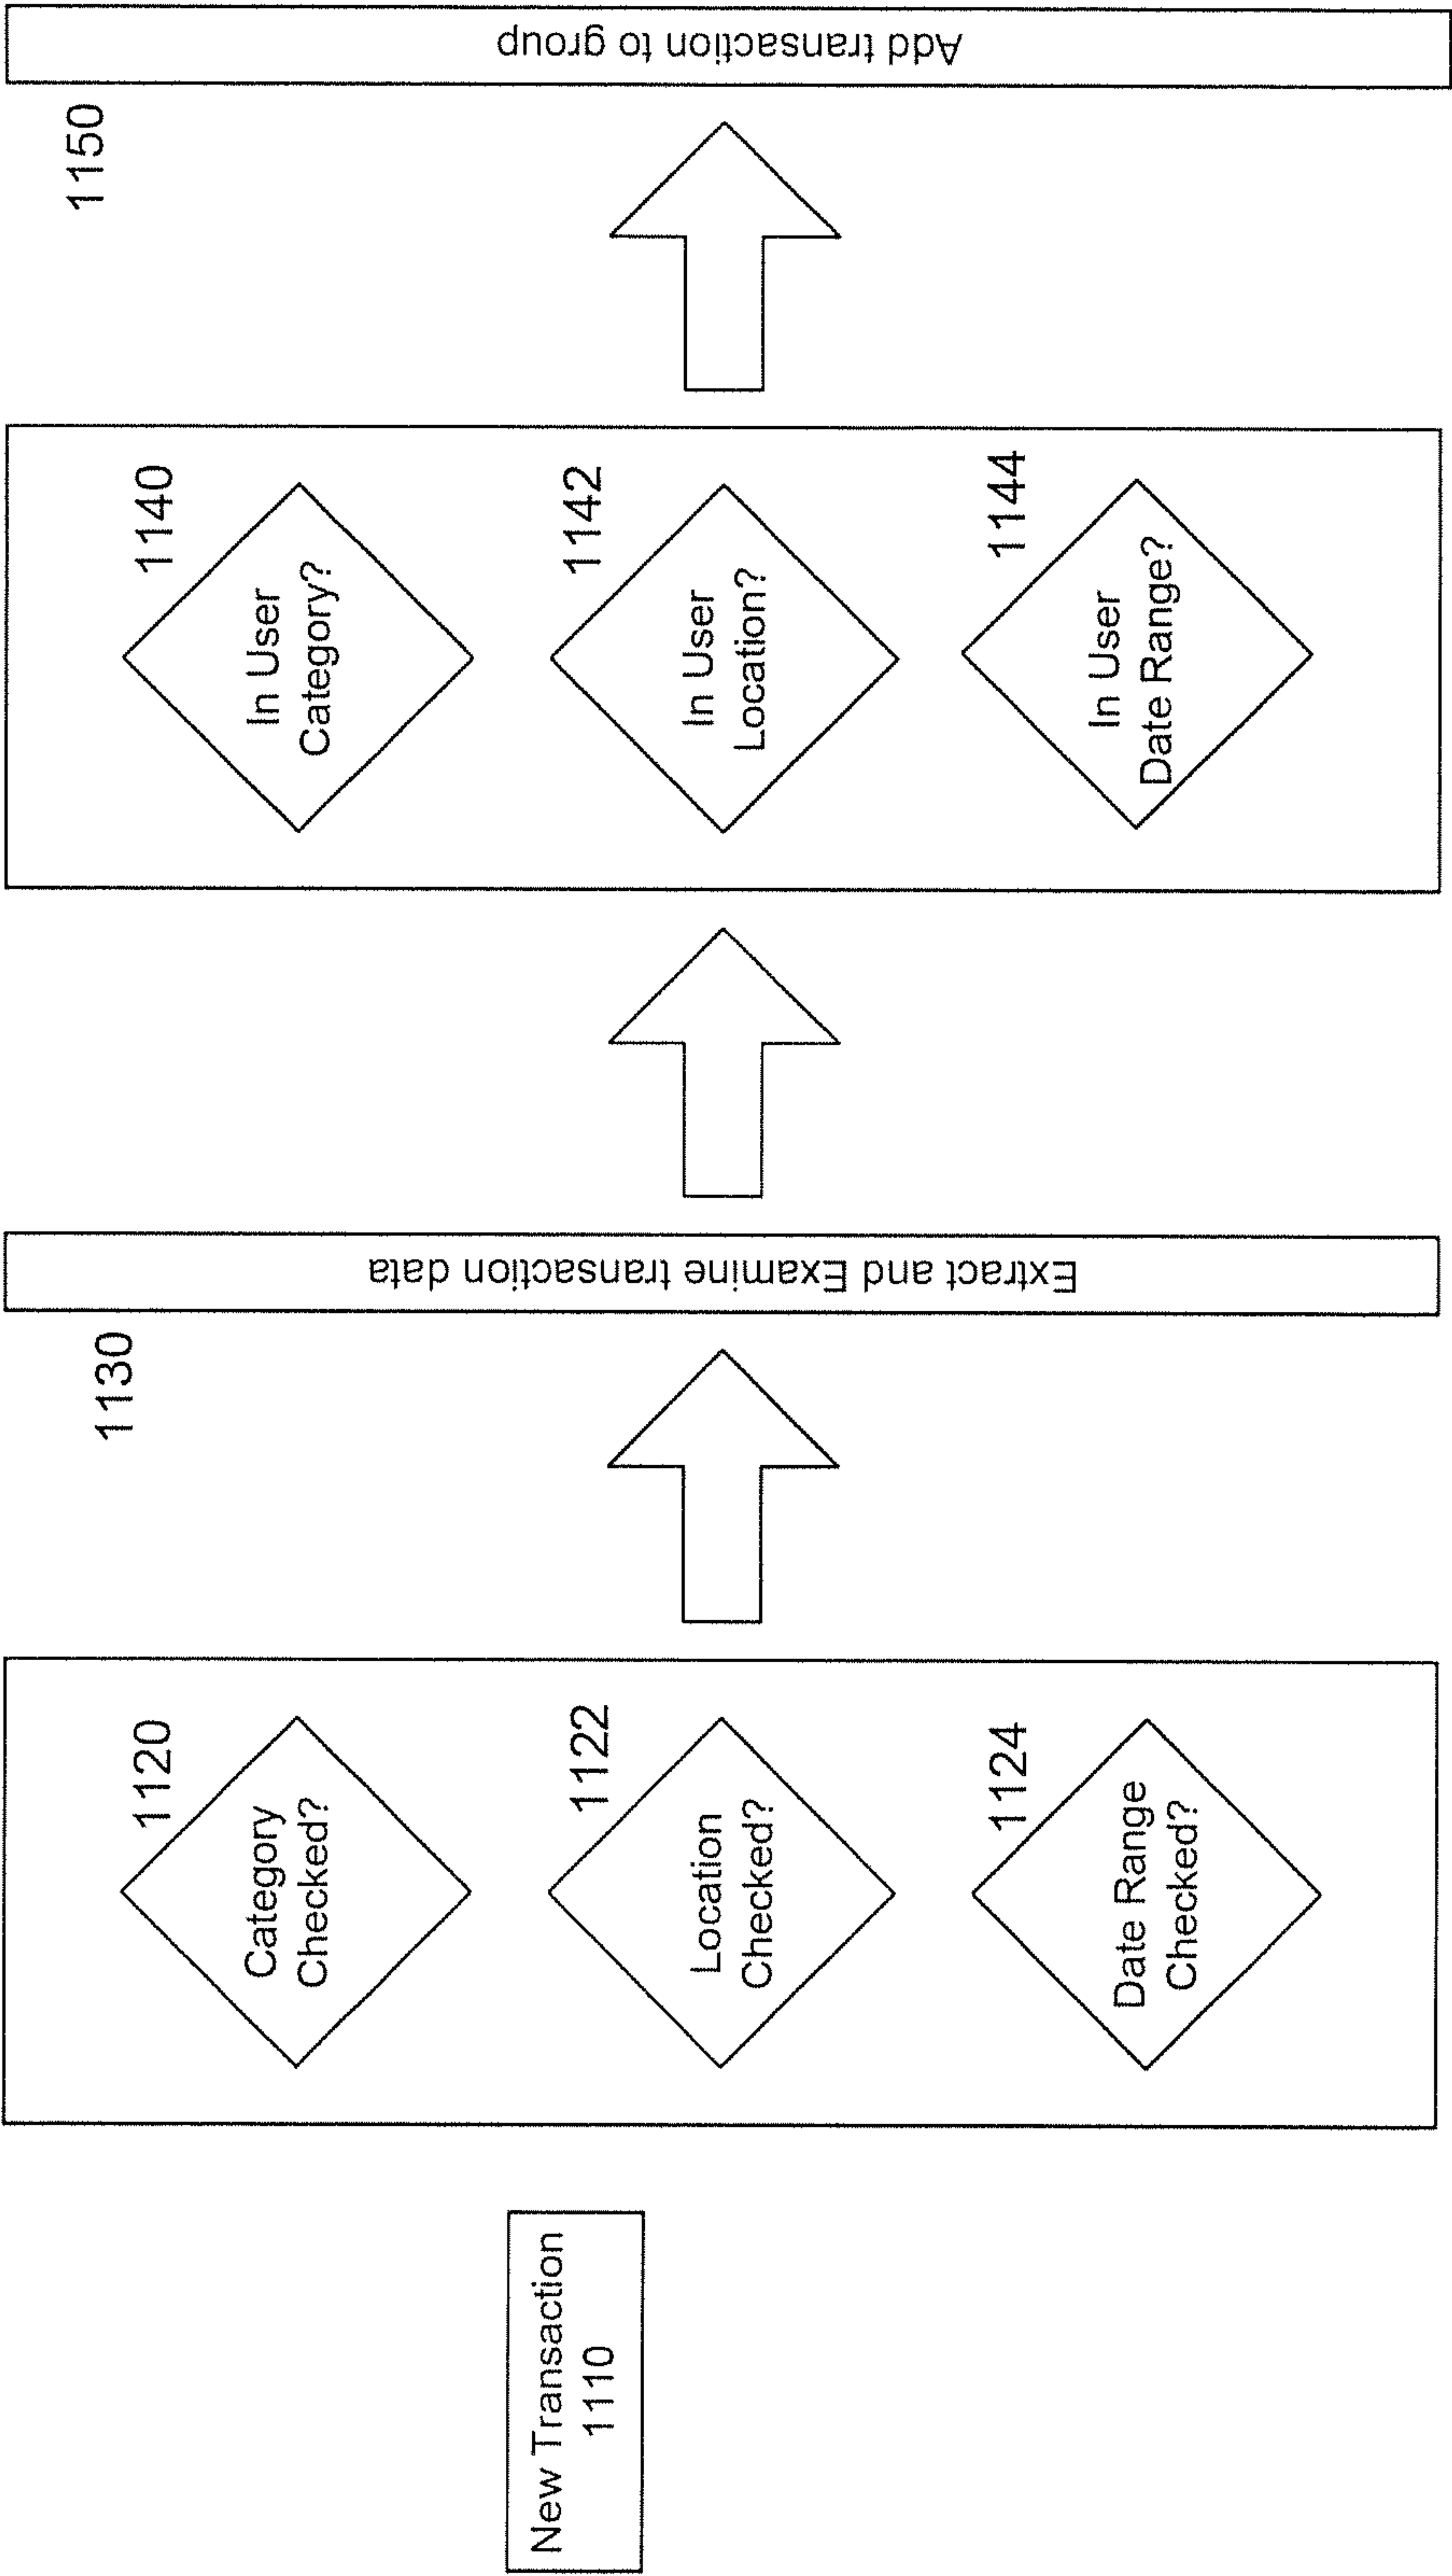 New Transaction
1110
1120
Category
Checked?
1122
Location
Checked?
1124
Date Range
Checked?
1130
Extract and Examine transaction data
1140
In User
Category?
1142
In User
Location?
1144
In User
Date Range?
1150
Add transaction to group